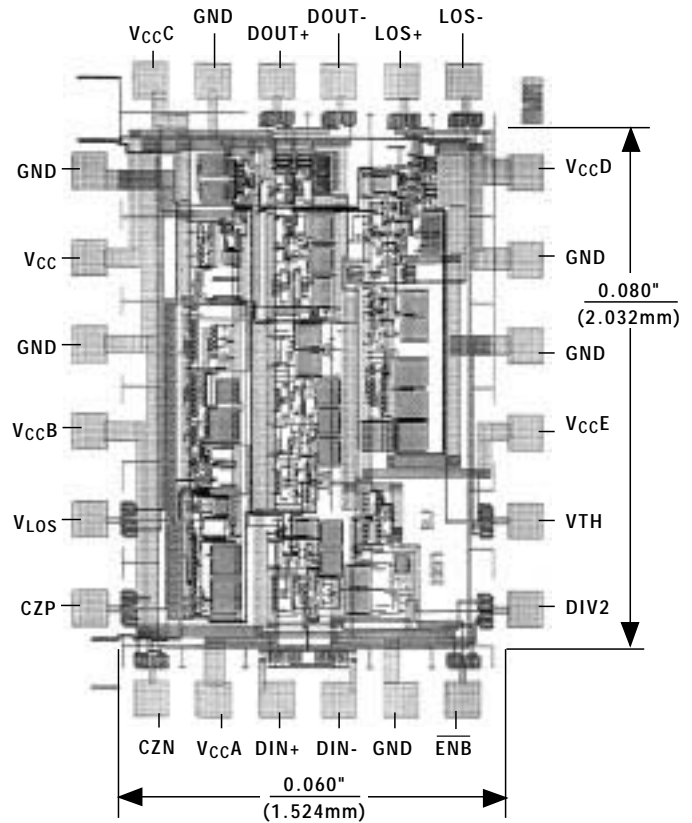 VCCC GND DOUT+ DOUT- LOS+ LOS-
GND
VCC
GND
VCCB
VLOS
CZP
VCCD
GND
GND
VCCE
VTH
DIV2
0.080"
(2.032mm)
CZN VCCA DIN+ DIN- GND ENB
0.060"
(1.524mm)